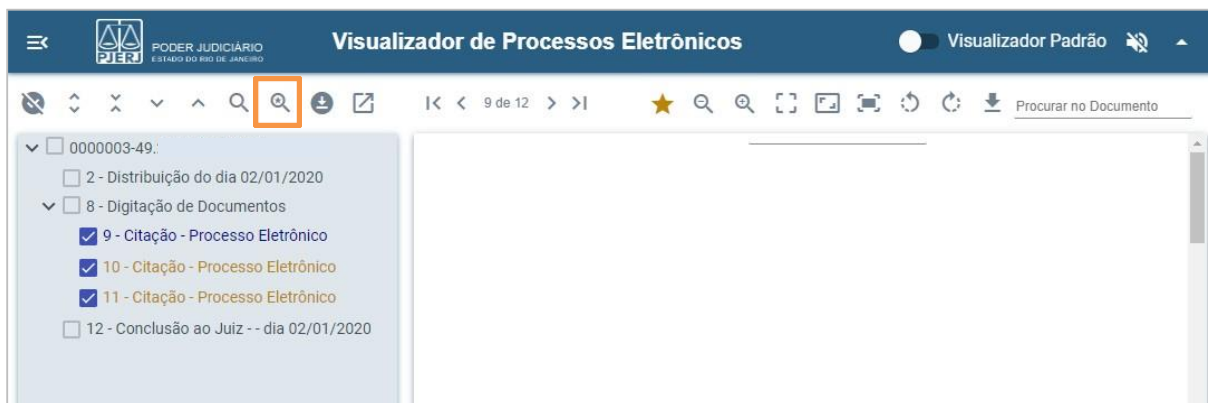 PJERJ
PODER JUDICIÁRIO
ESTADO DO RIO DE JANEIRO
Visualizador de Processos Eletrônicos
Visualizador Padrão
9 de 12
Procurar no Documento
0000003-49.
2 - Distribuição do dia 02/01/2020
8 - Digitação de Documentos
9 - Citação - Processo Eletrônico
10 - Citação - Processo Eletrônico
11 - Citação - Processo Eletrônico
12 - Conclusão ao Juiz - - dia 02/01/2020